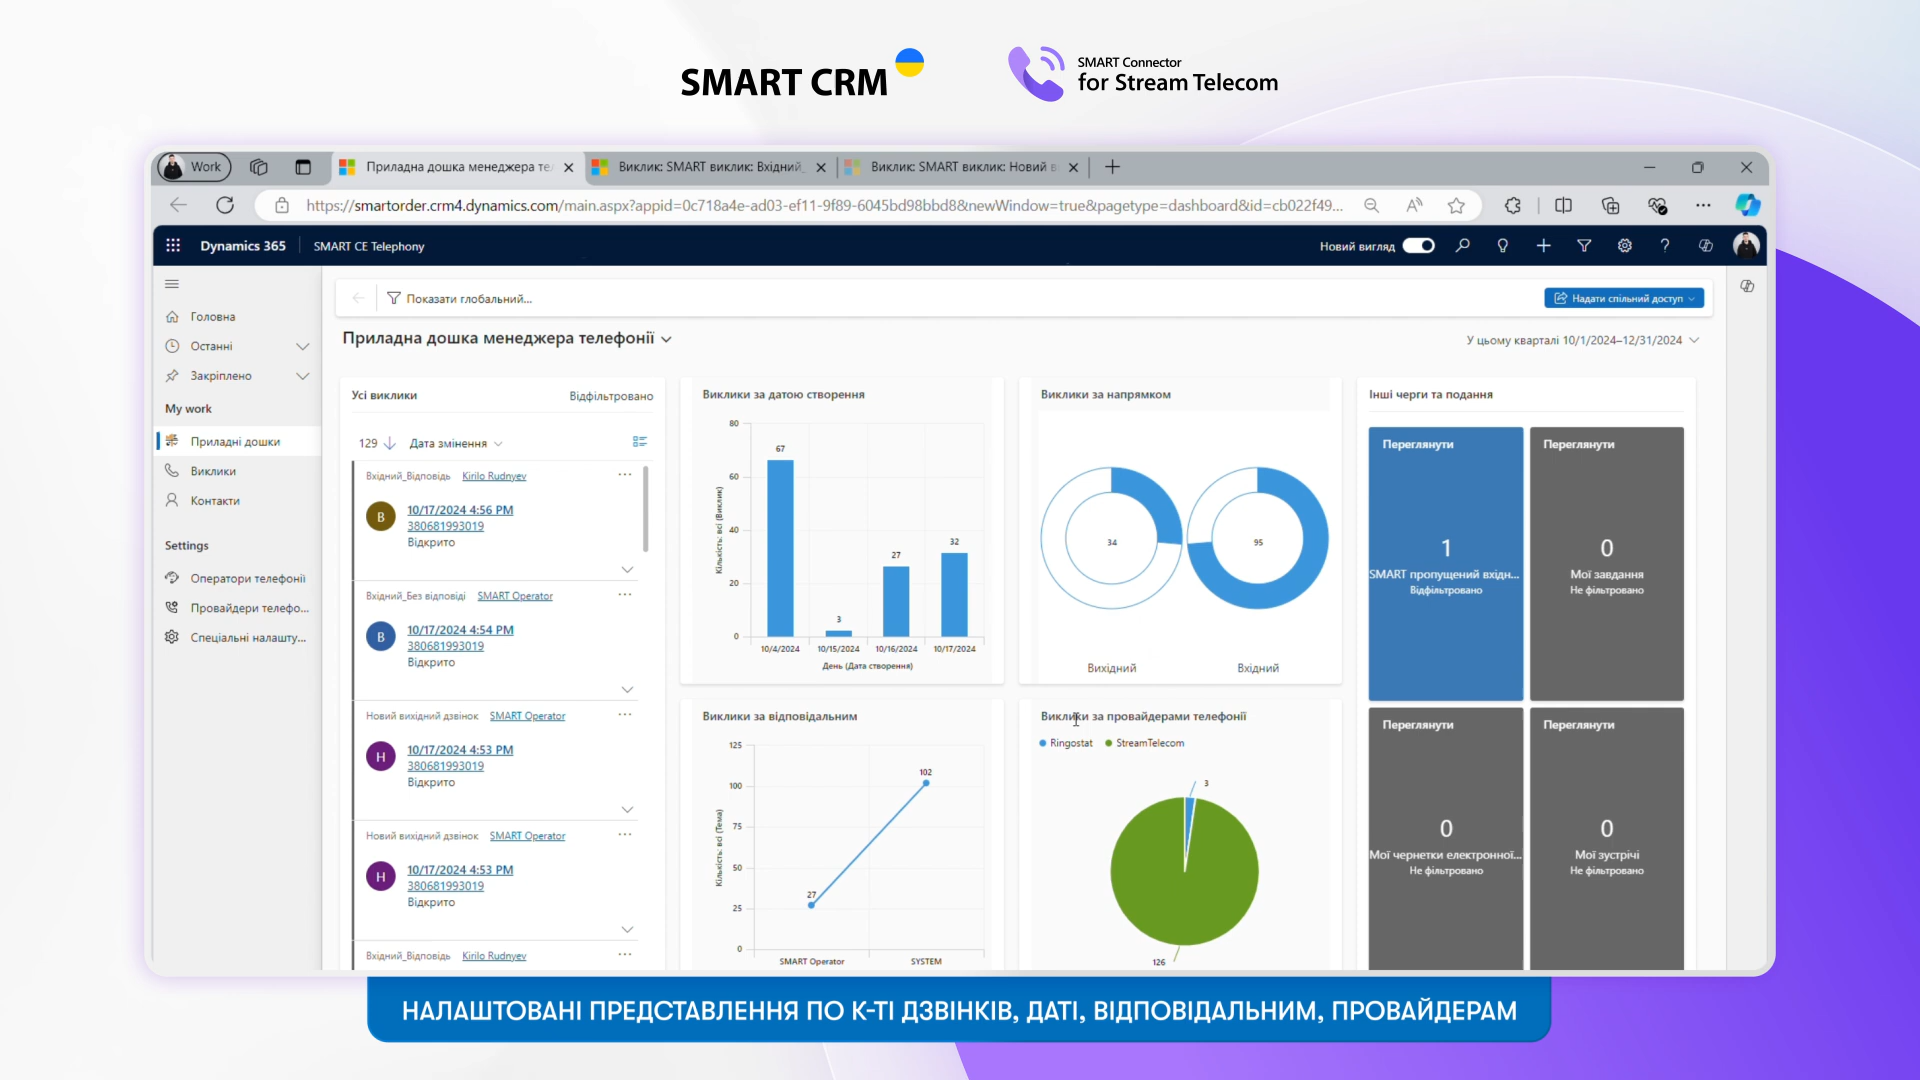 SMART CRM
SMART Connector
for Stream Telecom
Work
Приладна дошка менеджера те
Виклик: SMART виклик: Вхідний_
Виклик: SMART виклик: Новий в
https://smartorder.crm4.dynamics.com/main.aspx?appid=0c718a4e-ad03-ef11-9f89-6045bd98bbd8&newWindow=true&pagetype=dashboard&id=cb022f49...
Dynamics 365
SMART CE Telephony
Новий вигляд
Показати глобальний...
Надати спільний доступ
Головна
Останні
Закріплено
My work
Приладні дошки
Виклики
Контакти
Settings
Оператори телефонії
Провайдери телефо...
Спеціальні налашту...
Приладна дошка менеджера телефонії
У цьому кварталі 10/1/2024–12/31/2024
Усі виклики
Відфільтровано
129
Дата змінення
Вхідний_Відповідь Kirilo Rudnyev
В
10/17/2024 4:56 PM
380681993019
Відкрито
Вхідний_Без відповіді SMART Operator
В
10/17/2024 4:54 PM
380681993019
Відкрито
Новий вихідний дзвінок SMART Operator
Н
10/17/2024 4:53 PM
380681993019
Відкрито
Новий вихідний дзвінок SMART Operator
Н
10/17/2024 4:53 PM
380681993019
Відкрито
Вхідний_Відповідь Kirilo Rudnyev
Виклики за датою створення
Кількість: всі (Виклик)
80
60
40
20
0
67
3
27
32
10/4/2024
10/15/2024
10/16/2024
10/17/2024
День (Дата створення)
Виклики за напрямком
34
95
Вихідний
Вхідний
Виклики за відповідальним
Кількість: всі (Тема)
125
100
75
50
25
0
27
102
SMART Operator
SYSTEM
Виклики за провайдерами телефонії
Ringostat
StreamTelecom
3
126
Інші черги та подання
Переглянути
1
SMART пропущений вхідн...
Відфільтровано
Переглянути
0
Мої завдання
Не фільтровано
Переглянути
0
Мої чернетки електронної...
Не фільтровано
Переглянути
0
Мої зустрічі
Не фільтровано
НАЛАШТОВАНІ ПРЕДСТАВЛЕННЯ ПО К-ТІ ДЗВІНКІВ, ДАТІ, ВІДПОВІДАЛЬНИМ, ПРОВАЙДЕРАМ